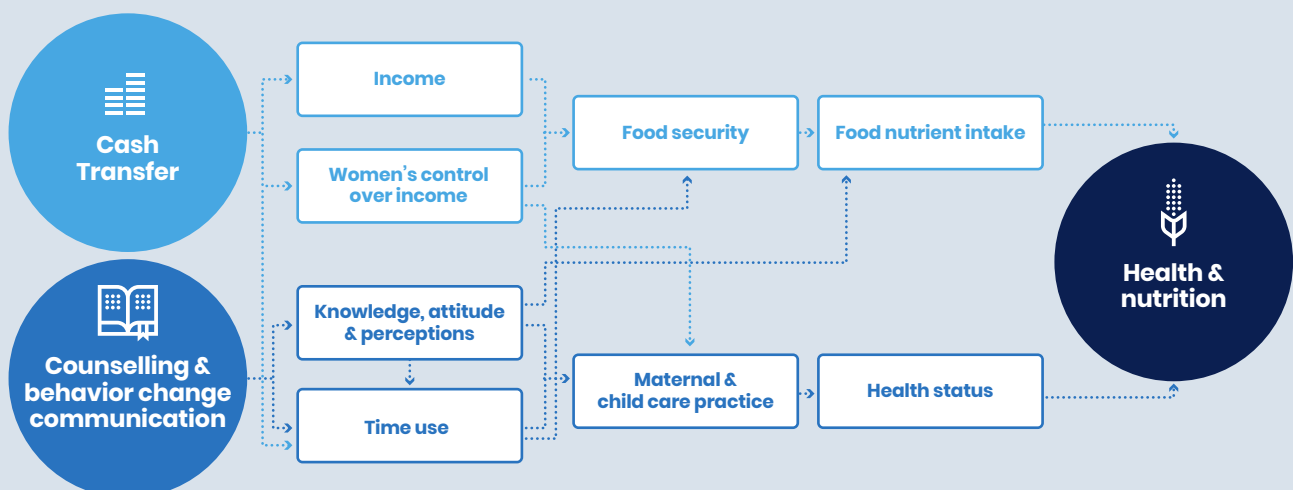 Cash
Transfer
Income
Women's control
over income
Food security
Food nutrient intake
Health &
nutrition
Counselling &
behavior change
communication
Knowledge, attitude
& perceptions
Time use
Maternal &
child care practice
Health status